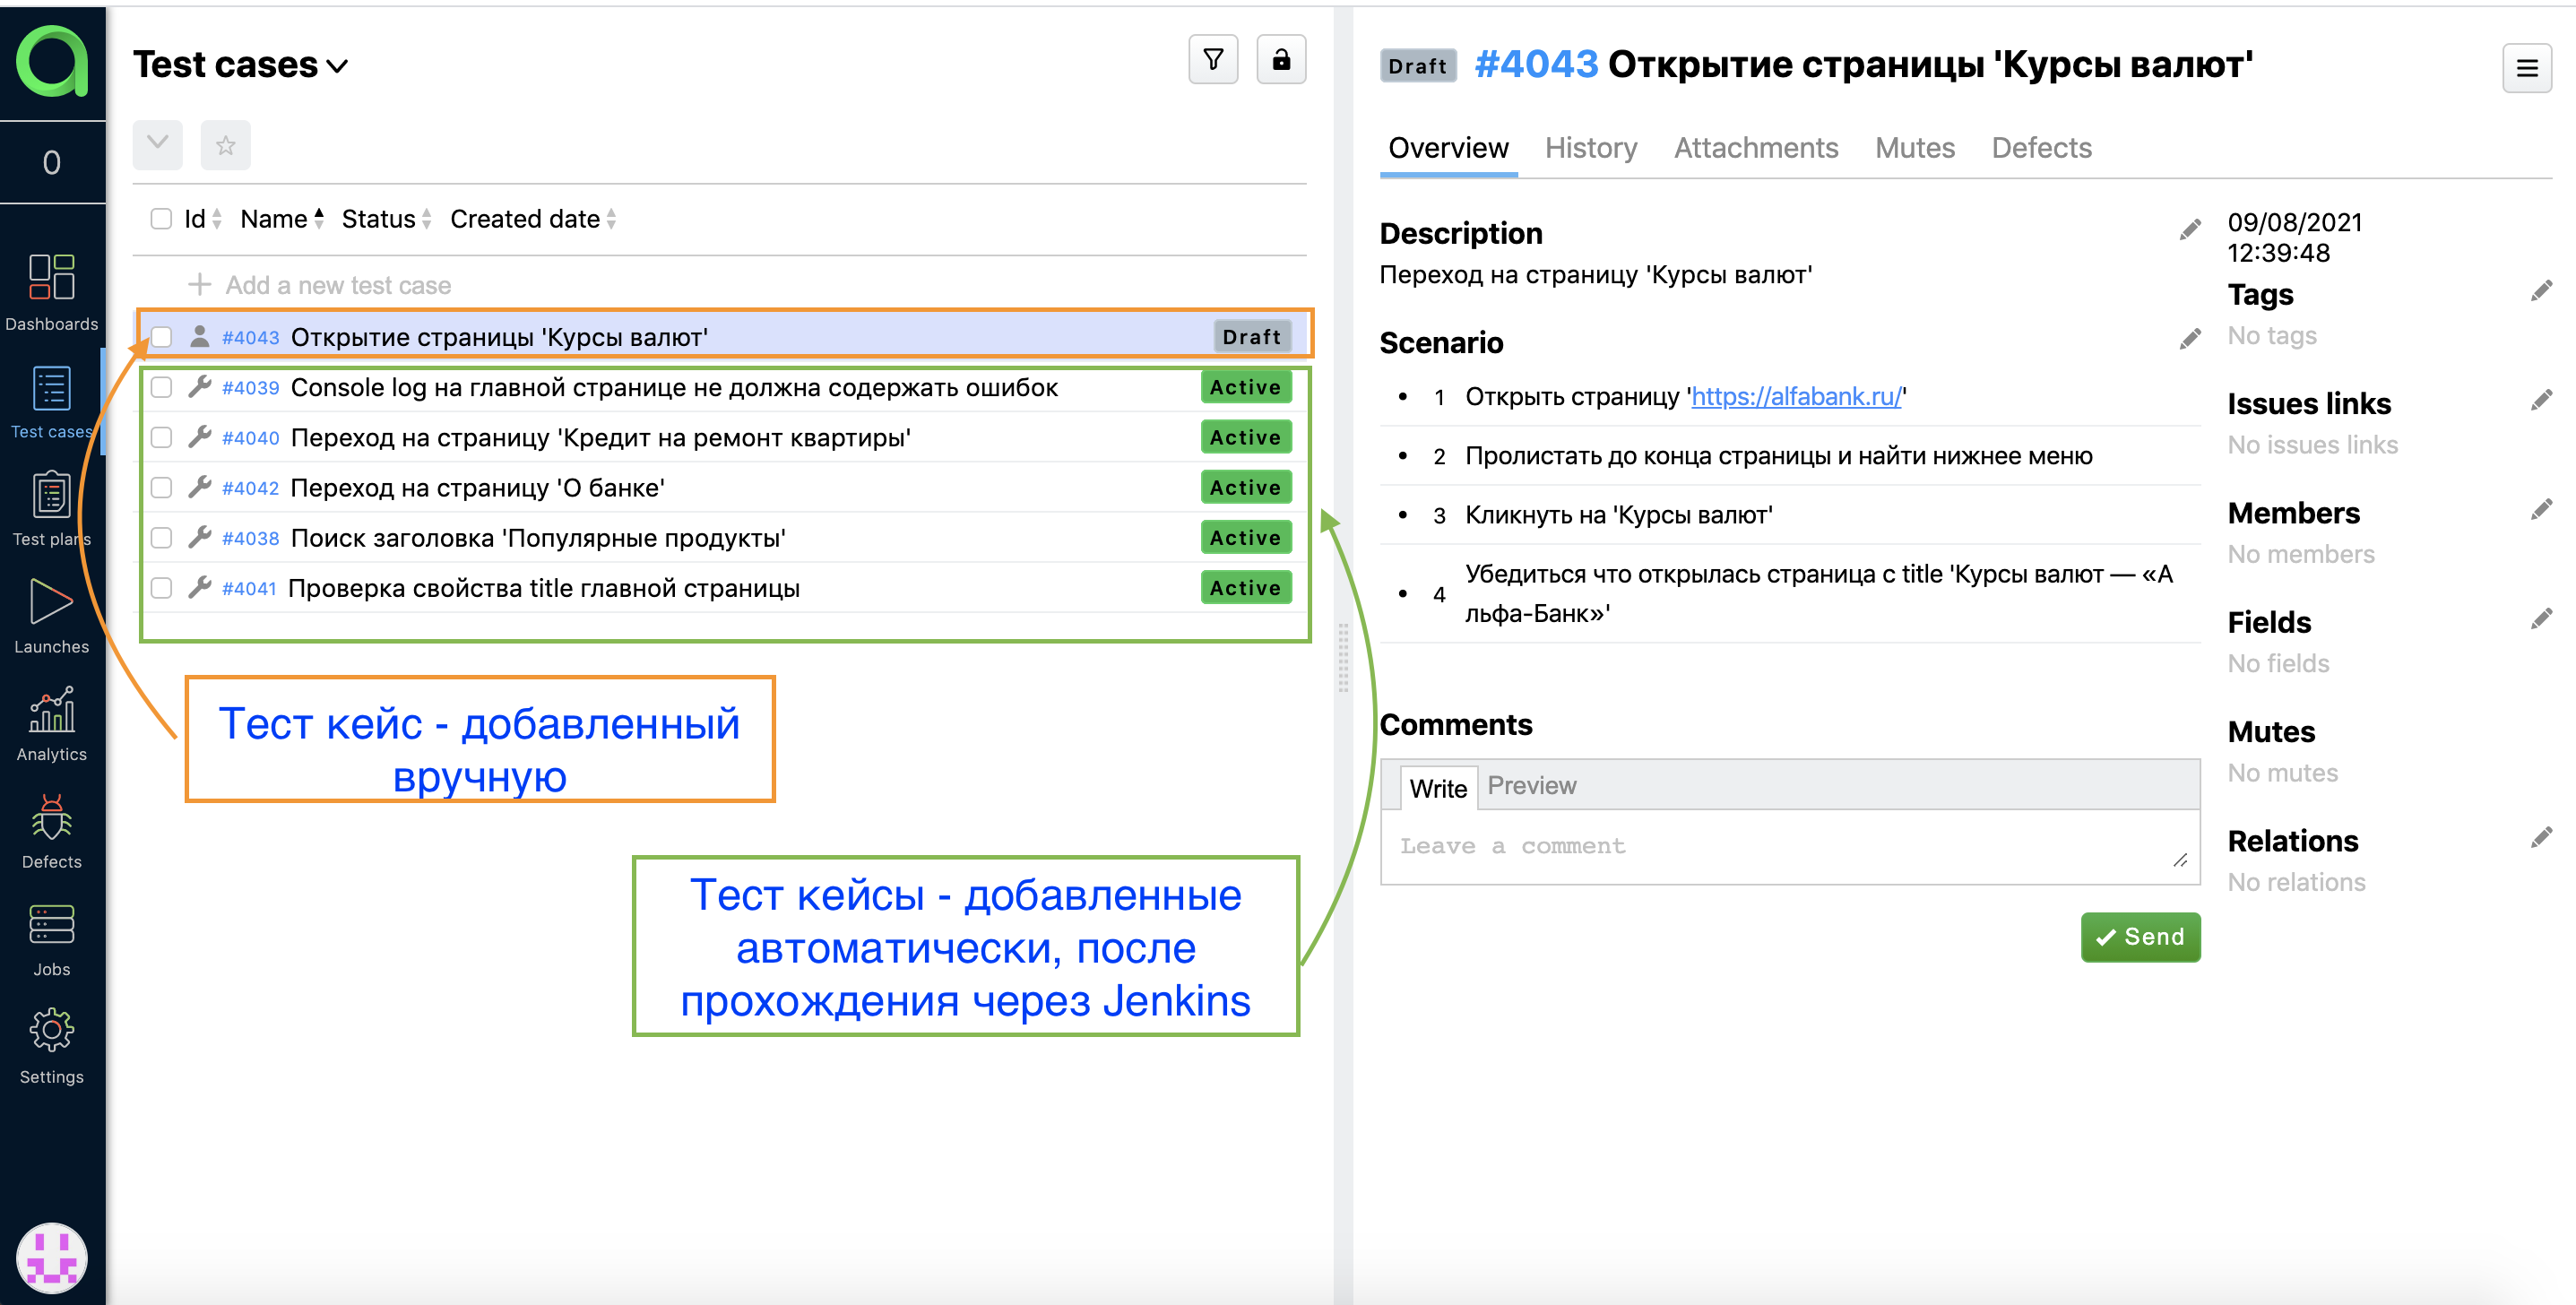 0
Dashboards
Test cases
Test plans
Launches
Analytics
Defects
Jobs
Settings
Test cases
Id Name Status Created date
Add a new test case
#4043 Открытие страницы 'Курсы валют' Draft
#4039 Console log на главной странице не должна содержать ошибок Active
#4040 Переход на страницу 'Кредит на ремонт квартиры' Active
#4042 Переход на страницу 'О банке' Active
#4038 Поиск заголовка 'Популярные продукты' Active
#4041 Проверка свойства title главной страницы Active
Тест кейс - добавленный
вручную
Тест кейсы - добавленные
автоматически, после
прохождения через Jenkins
Draft #4043 Открытие страницы 'Курсы валют'
Overview History Attachments Mutes Defects
Description
Переход на страницу 'Курсы валют'
Scenario
1 Открыть страницу 'https://alfabank.ru/'
2 Пролистать до конца страницы и найти нижнее меню
3 Кликнуть на 'Курсы валют'
4 Убедиться что открылась страница с title 'Курсы валют — «А
льфа-Банк»'
Comments
Write Preview
Leave a comment
Send
09/08/2021
12:39:48
Tags
No tags
Issues links
No issues links
Members
No members
Fields
No fields
Mutes
No mutes
Relations
No relations